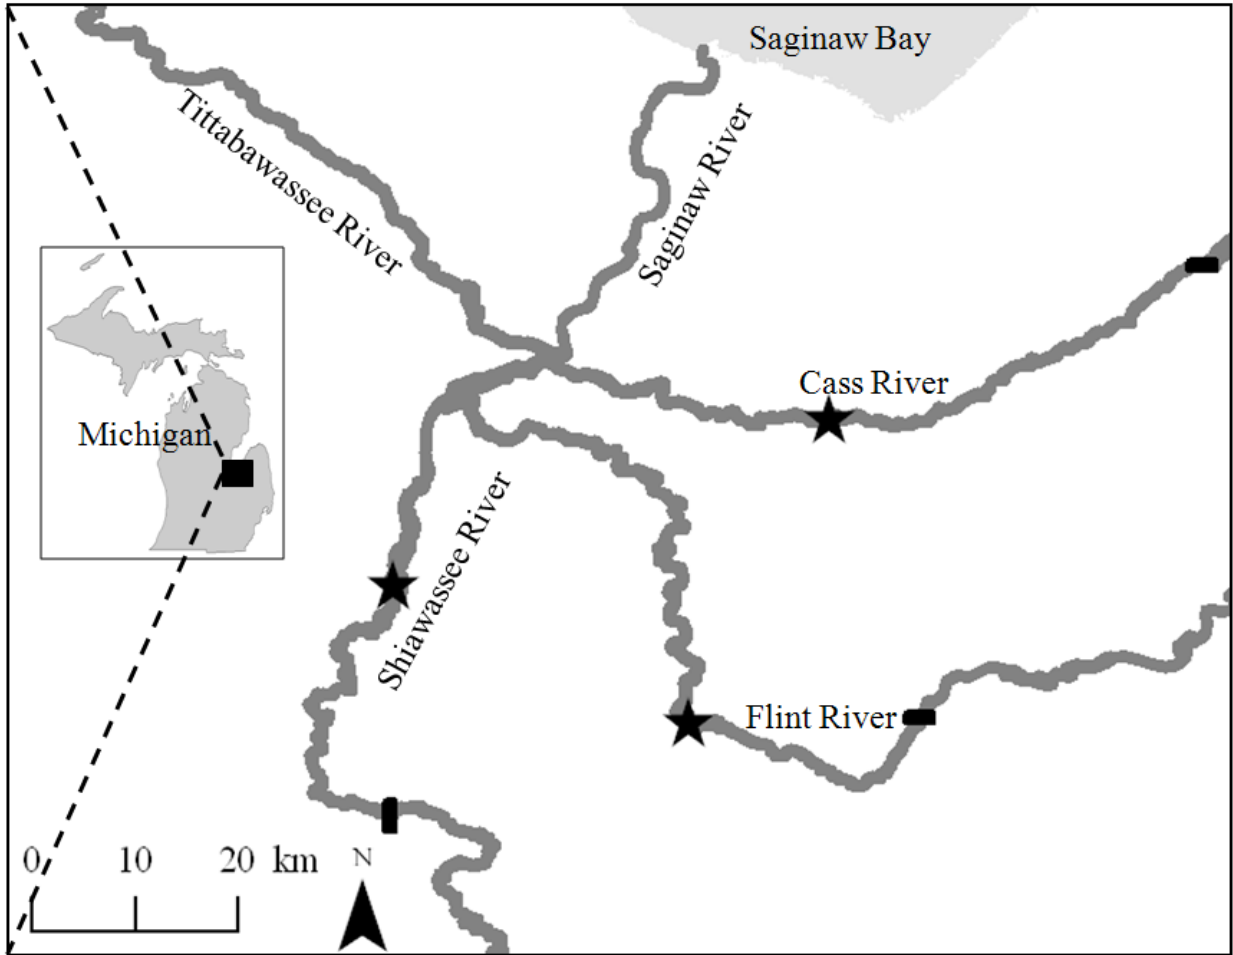 Saginaw Bay
Tittabawassee River
Saginaw River
Cass River
Michigan
Shiawassee River
Flint River
0 10 20 km
N